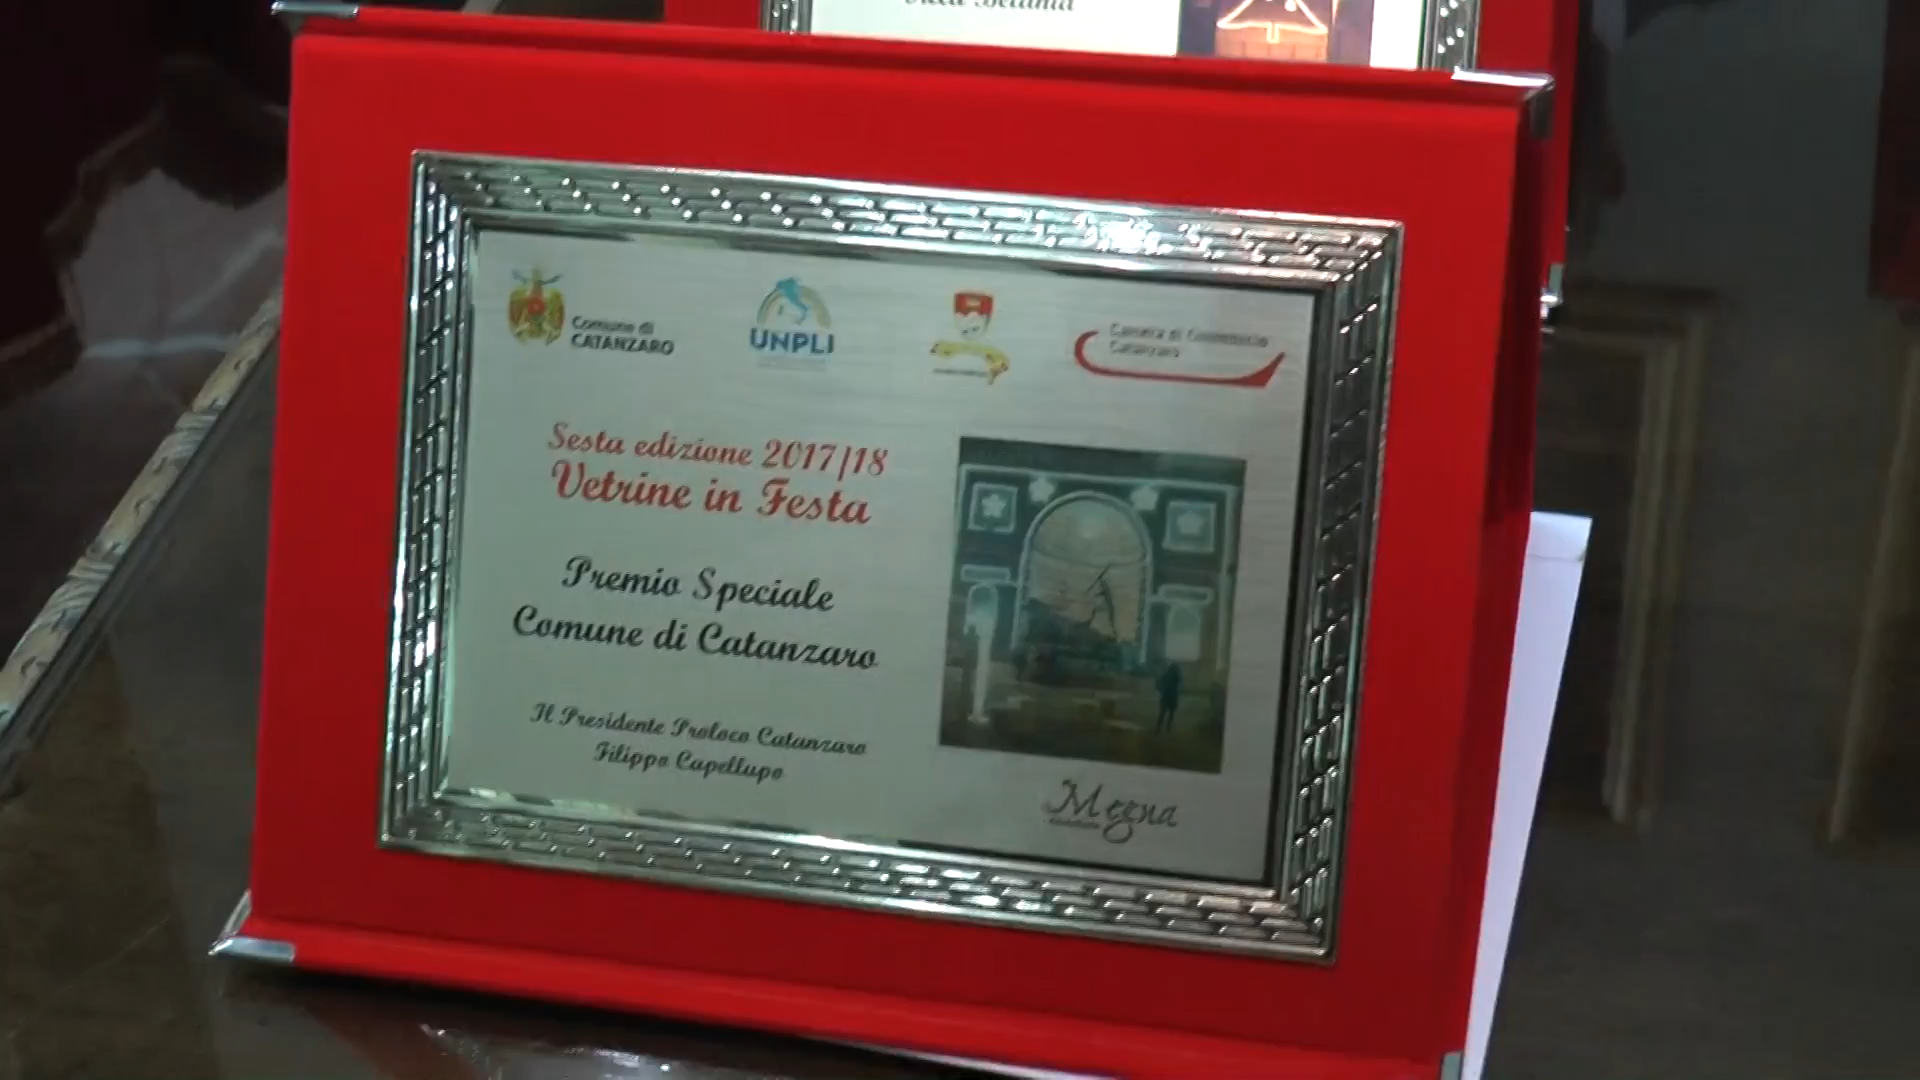 Comune di
CATANZARO
UNPLI
Camera di Commercio
Catanzaro
Sesta edizione 2017/18
Vetrine in Festa
Premio Speciale
Comune di Catanzaro
Il Presidente Proloco Catanzaro
Filippo Capellupo
Megna